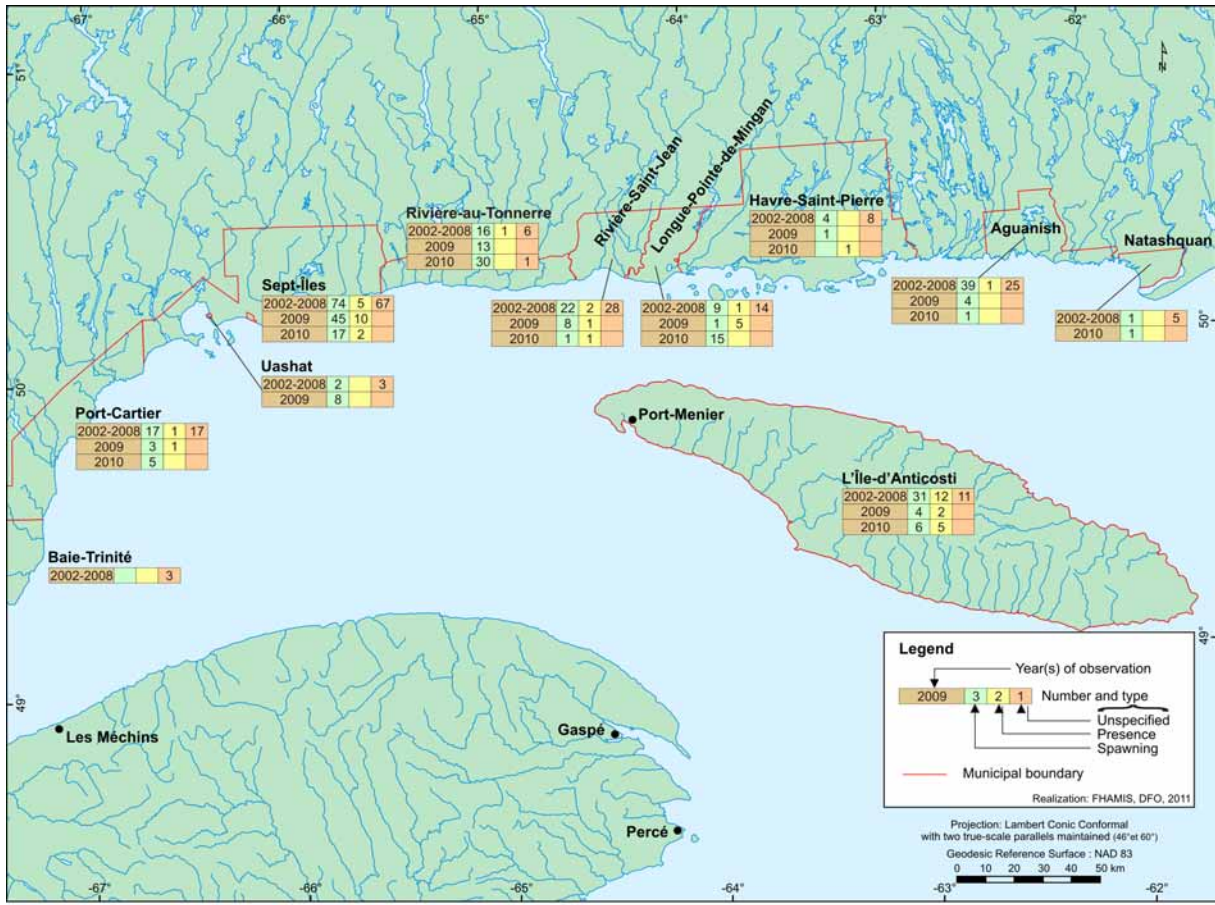 -67° -66° -65° -64° -63° -62°
51° 51°
Rivière-Saint-Jean
Longue-Pointe-de-Mingan
Rivière-au-Tonnerre
2002-2008 16 1 6
2009 13
2010 30 1
Havre-Saint-Pierre
2002-2008 4 8
2009 1
2010 1
Aguanish
Natashquan
Sept-Îles
2002-2008 74 5 67
2009 45 10
2010 17 2
2002-2008 22 2 28
2009 8 1
2010 1 1
2002-2008 9 1 14
2009 1 5
2010 15
2002-2008 39 1 25
2009 4
2010 1
2002-2008 1 5
2010 1
50° 50°
Uashat
2002-2008 2 3
2009 8
Port-Cartier
2002-2008 17 1 17
2009 3 1
2010 5
Port-Menier
L'Île-d'Anticosti
2002-2008 31 12 11
2009 4 2
2010 6 5
Baie-Trinité
2002-2008 3
49° 49°
Les Méchins
Gaspé
Percé
Legend
Year(s) of observation
2009 3 2 1 Number and type
Unspecified
Presence
Spawning
Municipal boundary
Realization: FHAMIS, DFO, 2011
Projection: Lambert Conic Conformal
with two true-scale parallels maintained (46°et 60°)
Geodesic Reference Surface : NAD 83
0 10 20 30 40 50 km
-67° -66° -65° -64° -63° -62°
N